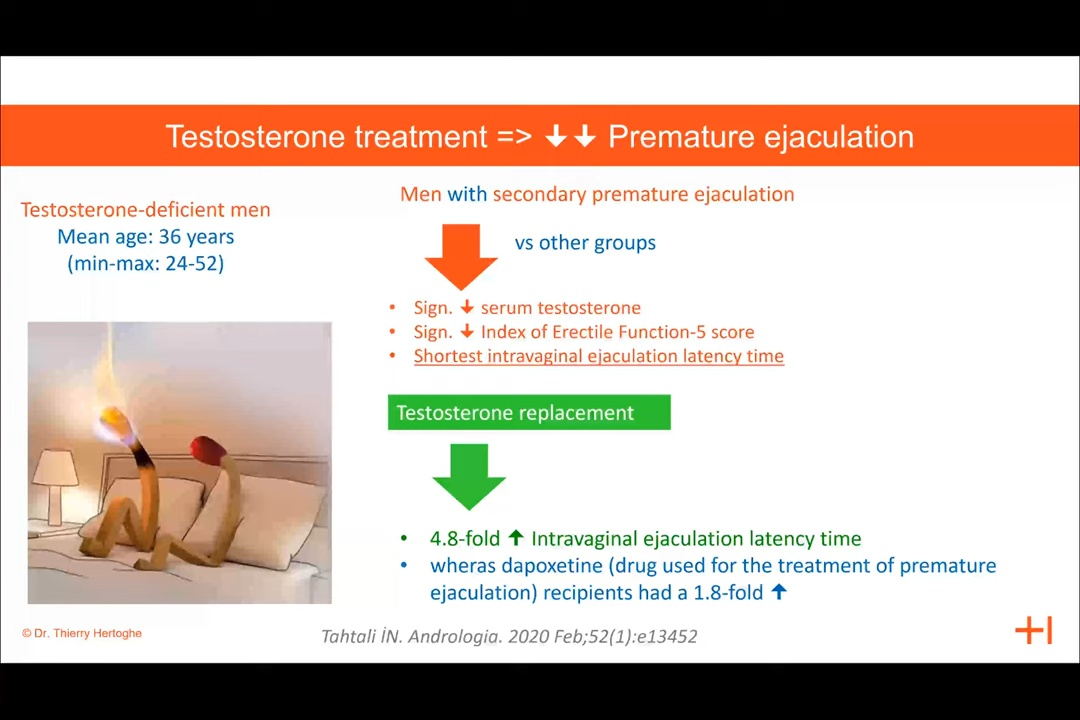 Testosterone treatment => ↓↓ Premature ejaculation
Testosterone-deficient men
Mean age: 36 years
(min-max: 24-52)
Men with secondary premature ejaculation
vs other groups
• Sign. ↓ serum testosterone
• Sign. ↓ Index of Erectile Function-5 score
• Shortest intravaginal ejaculation latency time
Testosterone replacement
• 4.8-fold ↑ Intravaginal ejaculation latency time
• wheras dapoxetine (drug used for the treatment of premature
ejaculation) recipients had a 1.8-fold ↑
© Dr. Thierry Hertoghe
Tahtali İN. Andrologia. 2020 Feb;52(1):e13452